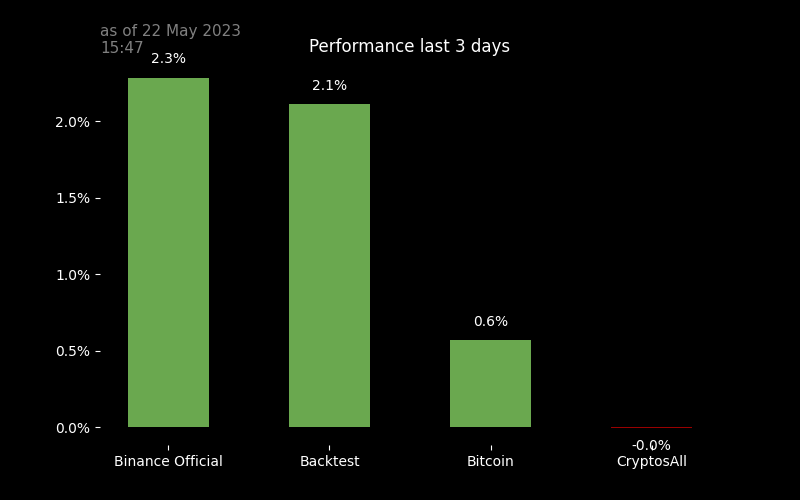 as of 22 May 2023
15:47
Performance last 3 days
2.3%
2.1%
2.0%
1.5%
1.0%
0.6%
0.5%
0.0%
-0.0%
Binance Official
Backtest
Bitcoin
CryptosAll